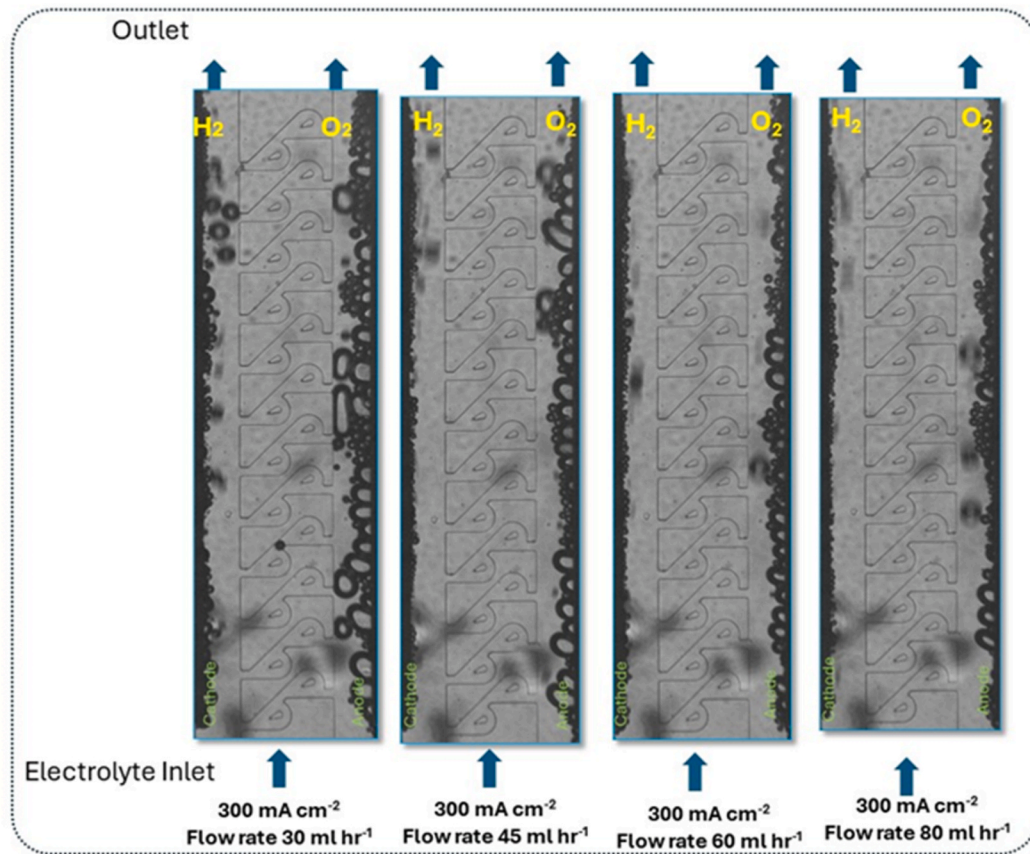 Outlet
H₂ O₂ H₂ O₂ H₂ O₂ H₂ O₂
Cathode Anode Cathode Anode Cathode Anode Cathode Anode
Electrolyte Inlet
300 mA cm⁻²
Flow rate 30 ml hr⁻¹
300 mA cm⁻²
Flow rate 45 ml hr⁻¹
300 mA cm⁻²
Flow rate 60 ml hr⁻¹
300 mA cm⁻²
Flow rate 80 ml hr⁻¹